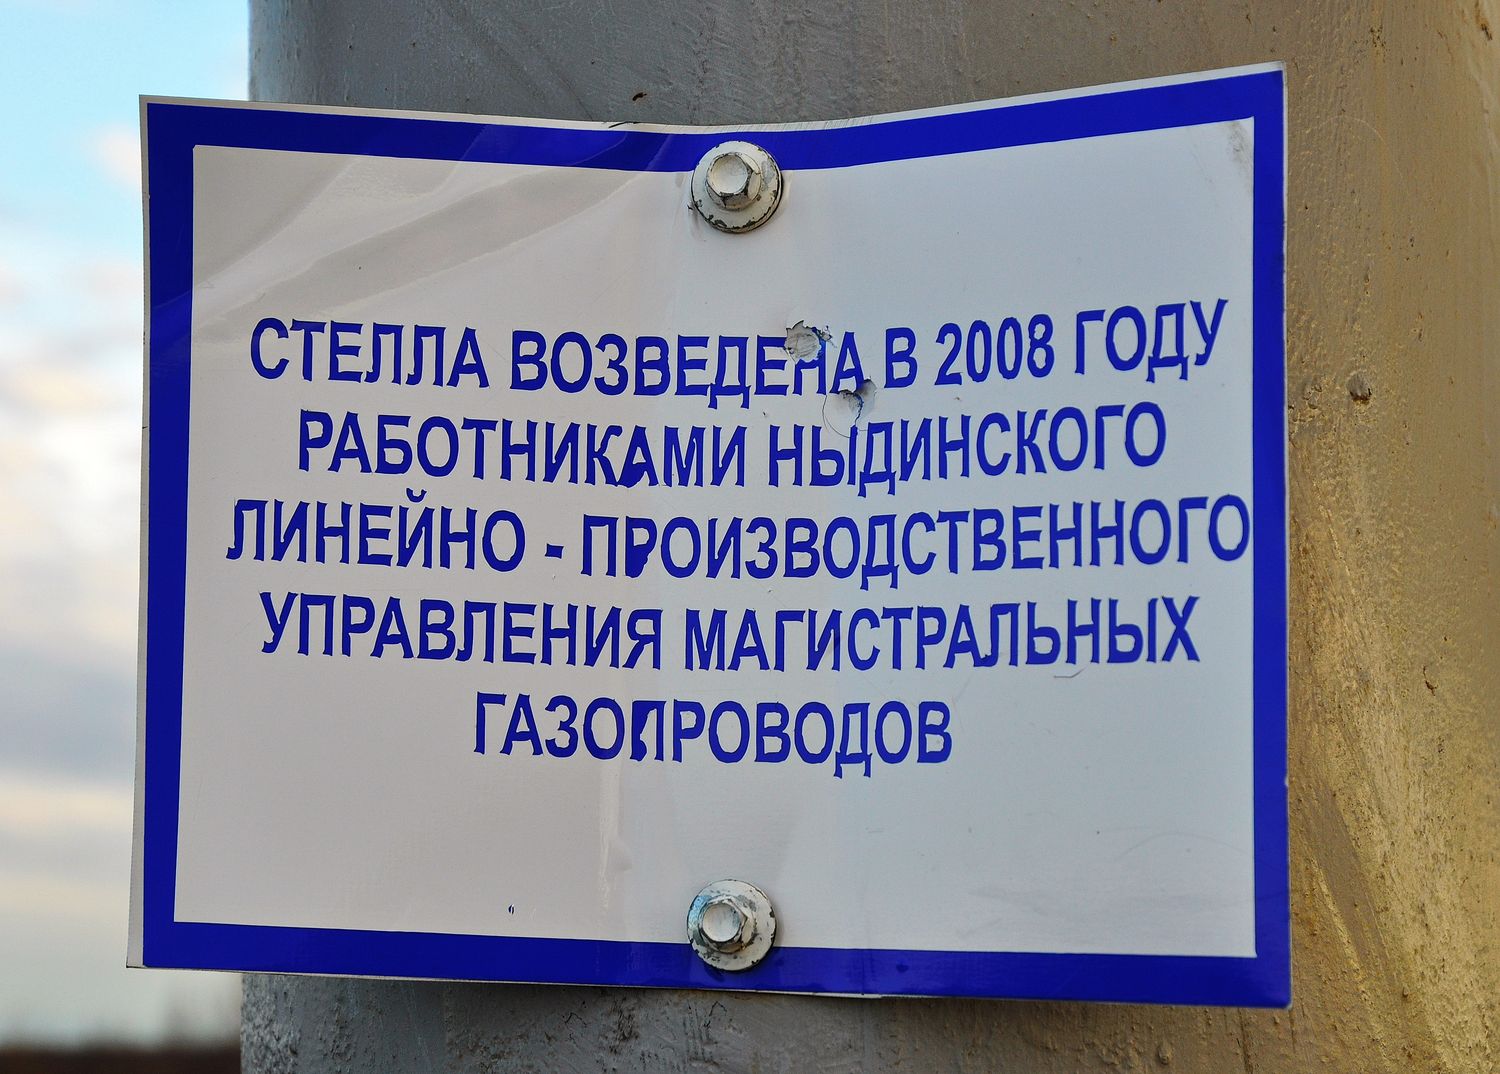 СТЕЛЛА ВОЗВЕДЕНА В 2008 ГОДУ
РАБОТНИКАМИ НЫДИНСКОГО
ЛИНЕЙНО - ПРОИЗВОДСТВЕННОГО
УПРАВЛЕНИЯ МАГИСТРАЛЬНЫХ
ГАЗОПРОВОДОВ